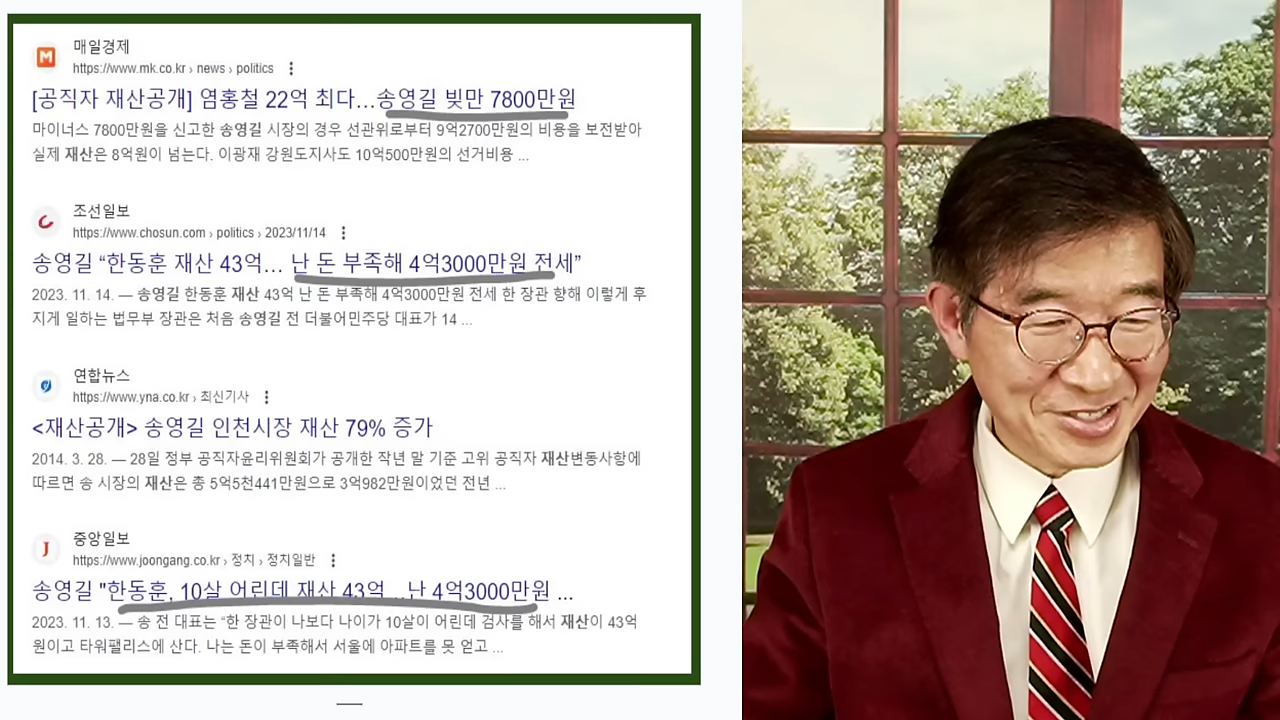 매일경제
https://www.mk.co.kr › news › politics
[공직자 재산공개] 염홍철 22억 최다…송영길 빚만 7800만원
마이너스 7800만원을 신고한 송영길 시장의 경우 선관위로부터 9억2700만원의 비용을 보전받아
실제 재산은 8억원이 넘는다. 이광재 강원도지사도 10억500만원의 선거비용 ...
조선일보
https://www.chosun.com › politics › 2023/11/14
송영길 “한동훈 재산 43억… 난 돈 부족해 4억3000만원 전세”
2023. 11. 14. — 송영길 한동훈 재산 43억 난 돈 부족해 4억3000만원 전세 한 장관 향해 이렇게 후
지게 일하는 법무부 장관은 처음 송영길 전 더불어민주당 대표가 14 ...
연합뉴스
https://www.yna.co.kr › 최신기사
<재산공개> 송영길 인천시장 재산 79% 증가
2014. 3. 28. — 28일 정부 공직자윤리위원회가 공개한 작년 말 기준 고위 공직자 재산변동사항에
따르면 송 시장의 재산은 총 5억5천441만원으로 3억982만원이었던 전년 ...
중앙일보
https://www.joongang.co.kr › 정치 › 정치일반
송영길 "한동훈, 10살 어린데 재산 43억…난 4억3000만원 ...
2023. 11. 13. — 송 전 대표는 “한 장관이 나보다 나이가 10살이 어린데 검사를 해서 재산이 43억
원이고 타워팰리스에 산다. 나는 돈이 부족해서 서울에 아파트를 못 얻고 ...